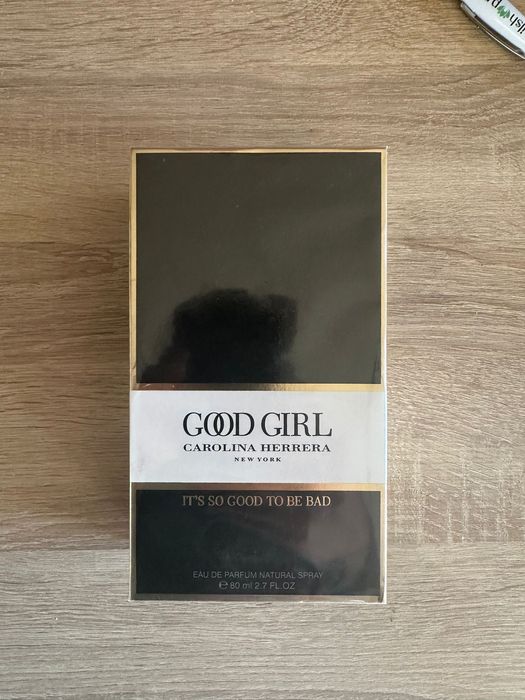 GOOD GIRL
CAROLINA HERRERA
NEW YORK
IT'S SO GOOD TO BE BAD
EAU DE PARFUM NATURAL SPRAY
℮ 80 ml 2.7 FL.OZ